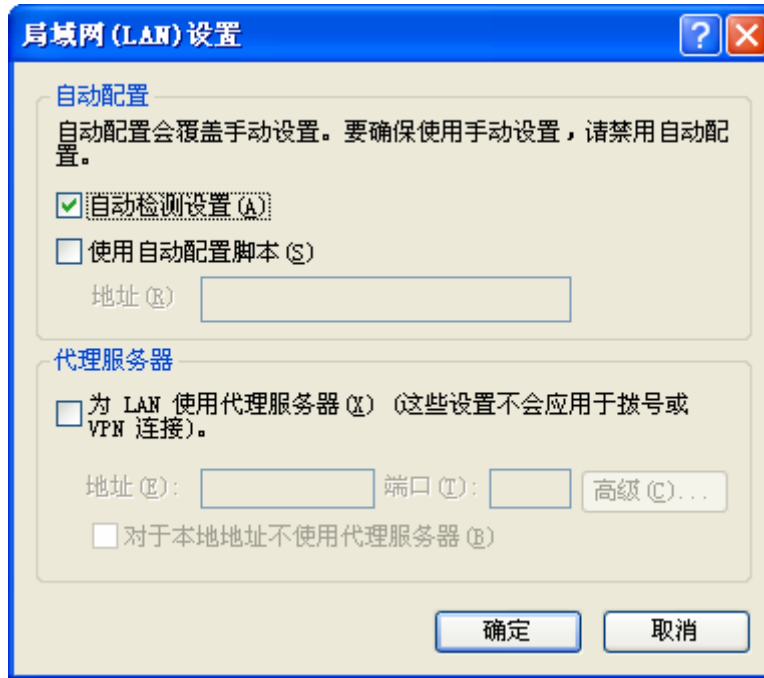 局域网(LAN)设置
自动配置
自动配置会覆盖手动设置。要确保使用手动设置，请禁用自动配
置。
自动检测设置(A)
使用自动配置脚本(S)
地址(R)
代理服务器
为 LAN 使用代理服务器(X) (这些设置不会应用于拨号或
VPN 连接)。
地址(E): 端口(T): 高级(C)...
对于本地地址不使用代理服务器(B)
确定 取消